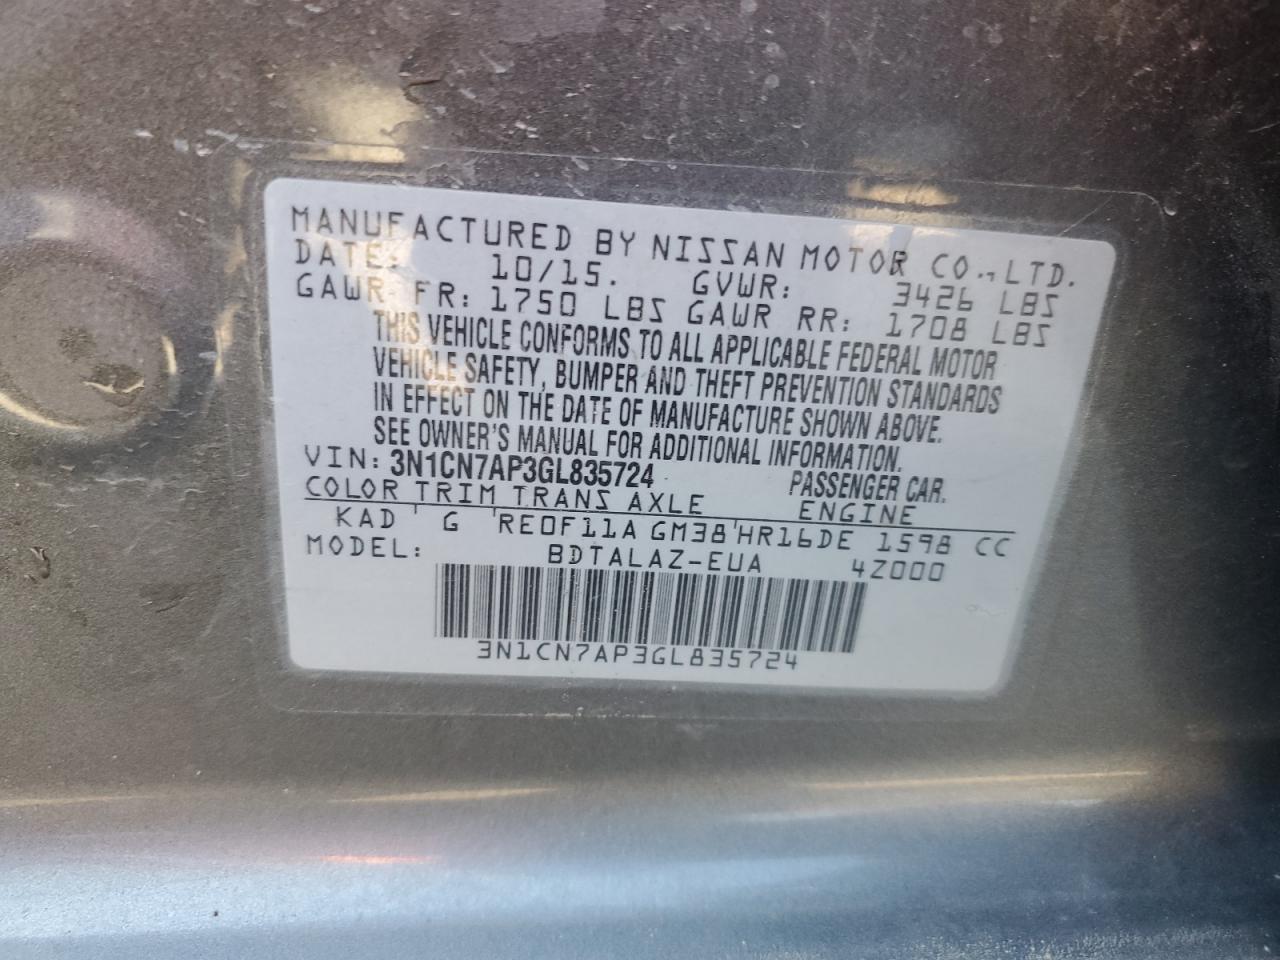 MANUFACTURED BY NISSAN MOTOR CO., LTD.
DATE: 10/15. GVWR: 3426 LBS
GAWR FR: 1750 LBS GAWR RR: 1708 LBS
THIS VEHICLE CONFORMS TO ALL APPLICABLE FEDERAL MOTOR
VEHICLE SAFETY, BUMPER AND THEFT PREVENTION STANDARDS
IN EFFECT ON THE DATE OF MANUFACTURE SHOWN ABOVE.
SEE OWNER'S MANUAL FOR ADDITIONAL INFORMATION.
VIN: 3N1CN7AP3GL835724 PASSENGER CAR.
COLOR TRIM TRANS AXLE ENGINE
KAD G RE0F11A GM38 HR16DE 1598 CC
MODEL: BDTALAZ-EUA 4Z000
3N1CN7AP3GL835724